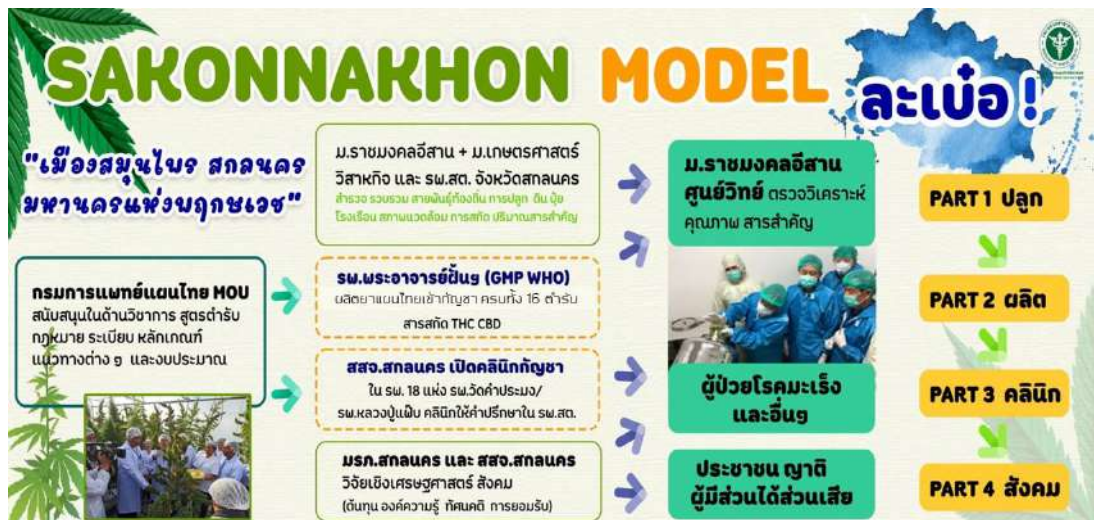 SAKONNAKHON MODEL ละเบ๋อ !
"เมืองสมุนไพร สกลนคร
มหานครแห่งพฤกษเวช"
กรมการแพทย์แผนไทย MOU
สนับสนุนในด้านวิชาการ สูตรตำรับ
กฎหมาย ระเบียบ หลักเกณฑ์
แนวทางต่าง ๆ และงบประมาณ
ม.ราชมงคลอีสาน + ม.เกษตรศาสตร์
วิสาหกิจ และ รพ.สต. จังหวัดสกลนคร
สำรวจ รวบรวม สายพันธุ์ท้องถิ่น การปลูก ดิน ปุ๋ย
โรงเรือน สภาพแวดล้อม การสกัด ปริมาณสารสำคัญ
รพ.พระอาจารย์ฝั้นฯ (GMP WHO)
ผลิตยาแผนไทยเข้ากัญชา ครบทั้ง 16 ตำรับ
สารสกัด THC CBD
สสจ.สกลนคร เปิดคลินิกกัญชา
ใน รพ. 18 แห่ง รพ.วัดคำประมง/
รพ.หลวงปู่แฟ๊บ คลินิกให้คำปรึกษาใน รพ.สต.
มรภ.สกลนคร และ สสจ.สกลนคร
วิจัยเชิงเศรษฐศาสตร์ สังคม
(ต้นทุน องค์ความรู้ ทัศนคติ การยอมรับ)
ม.ราชมงคลอีสาน
ศูนย์วิทย์ ตรวจวิเคราะห์
คุณภาพ สารสำคัญ
ผู้ป่วยโรคมะเร็ง
และอื่นๆ
ประชาชน ญาติ
ผู้มีส่วนได้ส่วนเสีย
PART 1 ปลูก
PART 2 ผลิต
PART 3 คลินิก
PART 4 สังคม